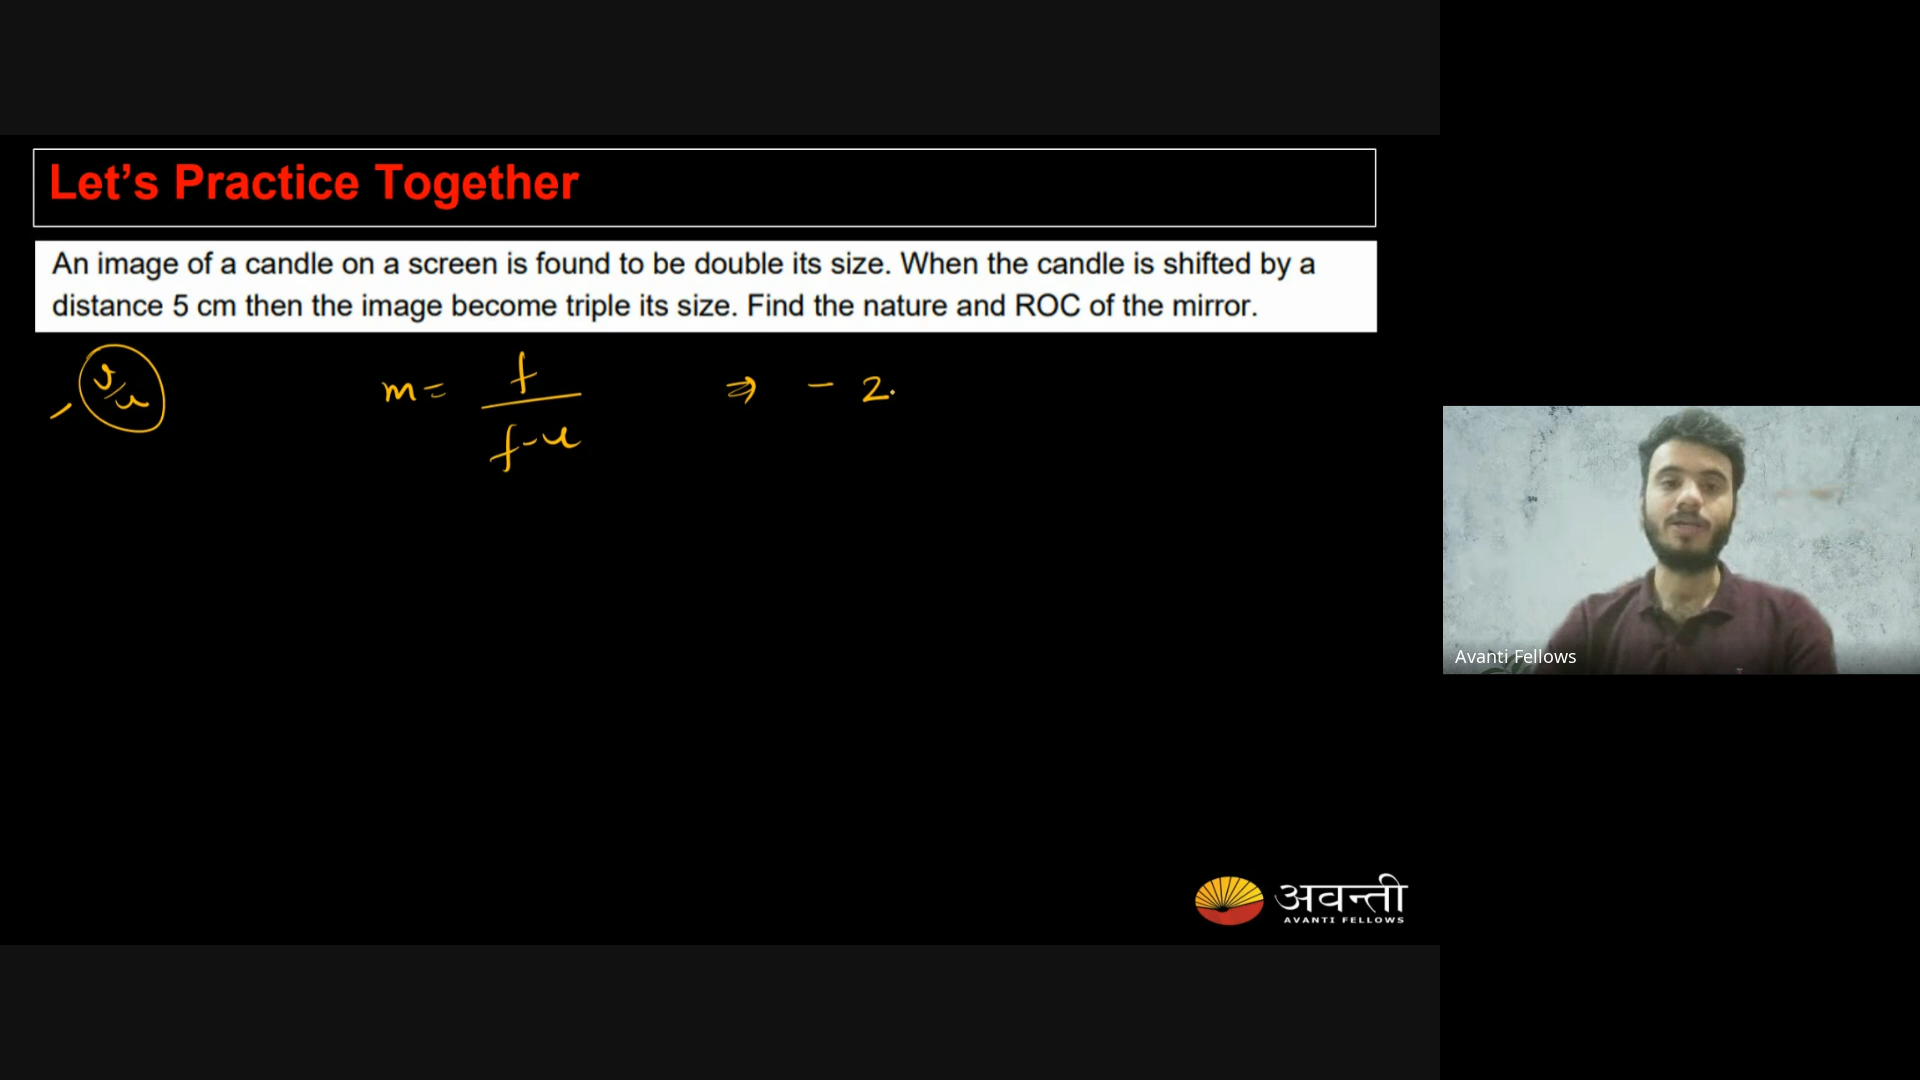 Let's Practice Together
An image of a candle on a screen is found to be double its size. When the candle is shifted by a
distance 5 cm then the image become triple its size. Find the nature and ROC of the mirror.
- v/u
m = f/(f-u) ⇒ - 2.
Avanti Fellows
अवन्ती
AVANTI FELLOWS